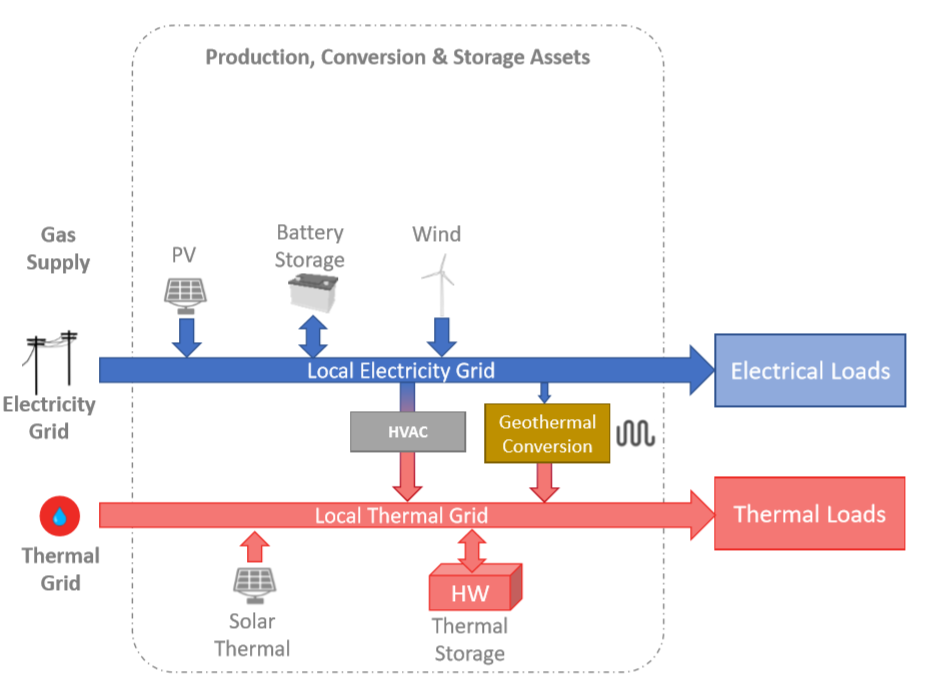 Production, Conversion & Storage Assets
Gas
Supply
PV
Battery
Storage
Wind
Local Electricity Grid
Electrical Loads
Electricity
Grid
HVAC
Geothermal
Conversion
Local Thermal Grid
Thermal Loads
Thermal
Grid
Solar
Thermal
HW
Thermal
Storage